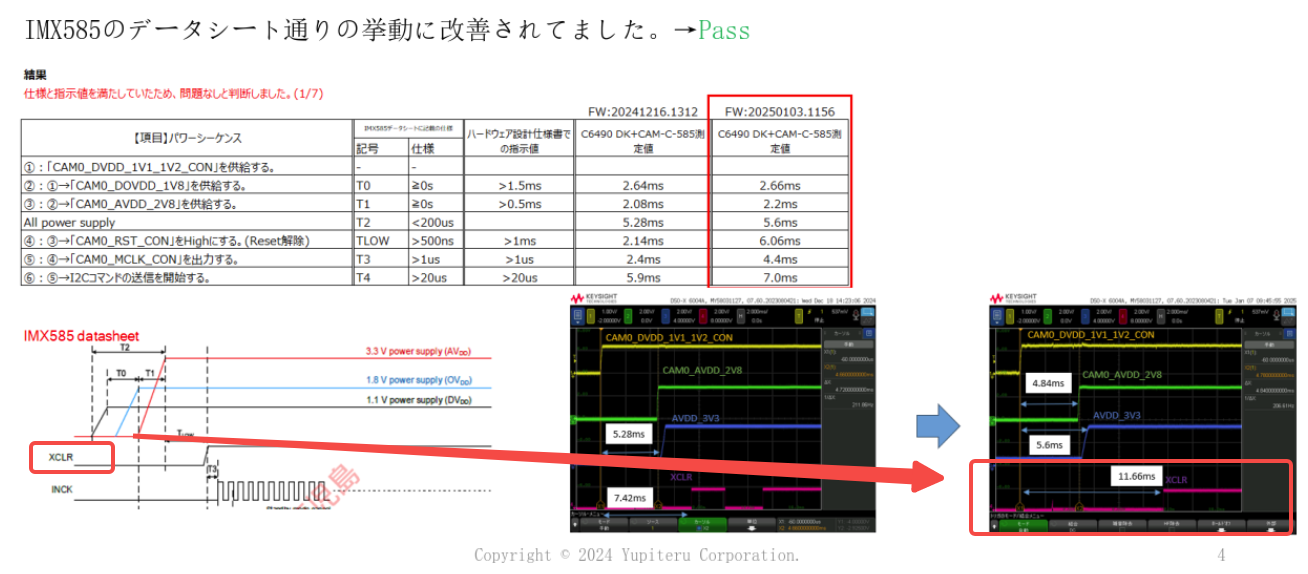 IMX585のデータシート通りの挙動に改善されてました。→Pass
結果
仕様と指示値を満たしていたため、問題なしと判断しました。(1/7)
FW:20241216.1312 FW:20250103.1156
【項目】パワーシーケンス IMX585データシートに記載の仕様 ハードウェア設計仕様書での指示値 C6490 DK+CAM-C-585測定値 C6490 DK+CAM-C-585測定値
記号 仕様
①:「CAM0_DVDD_1V1_1V2_CON」を供給する。 - -
②:①→「CAM0_DOVDD_1V8」を供給する。 T0 ≧0s >1.5ms 2.64ms 2.66ms
③:②→「CAM0_AVDD_2V8」を供給する。 T1 ≧0s >0.5ms 2.08ms 2.2ms
All power supply T2 <200us 5.28ms 5.6ms
④:③→「CAM0_RST_CON」をHighにする。(Reset解除) TLOW >500ns >1ms 2.14ms 6.06ms
⑤:④→「CAM0_MCLK_CON」を出力する。 T3 >1us >1us 2.4ms 4.4ms
⑥:⑤→I2Cコマンドの送信を開始する。 T4 >20us >20us 5.9ms 7.0ms
IMX585 datasheet
T2
3.3 V power supply (AVDD)
T0 T1
1.8 V power supply (OVDD)
1.1 V power supply (DVDD)
TLOW
XCLR
T3
INCK
KEYSIGHT
CAM0_DVDD_1V1_1V2_CON
CAM0_AVDD_2V8
AVDD_3V3
5.28ms
XCLR
7.42ms
KEYSIGHT
CAM0_DVDD_1V1_1V2_CON
CAM0_AVDD_2V8
4.84ms
AVDD_3V3
5.6ms
11.66ms
XCLR
Copyright © 2024 Yupiteru Corporation.
4